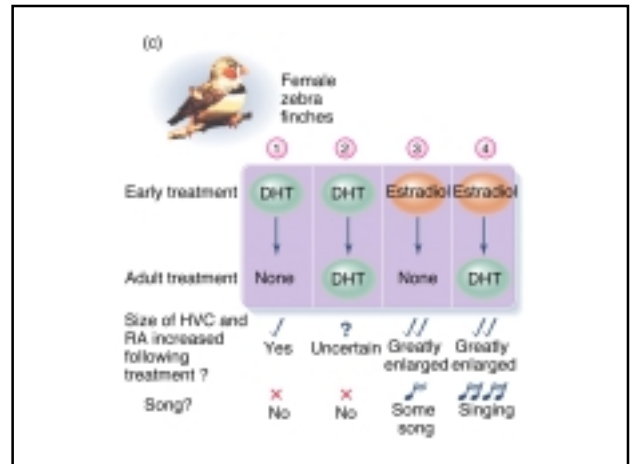 (c)
Female
zebra
finches
1 2 3 4
Early treatment DHT DHT Estradiol Estradiol
Adult treatment None DHT None DHT
Size of HVC and
RA increased
following
treatment ?
Yes ? Uncertain Greatly enlarged Greatly enlarged
Song?
No No Some song Singing